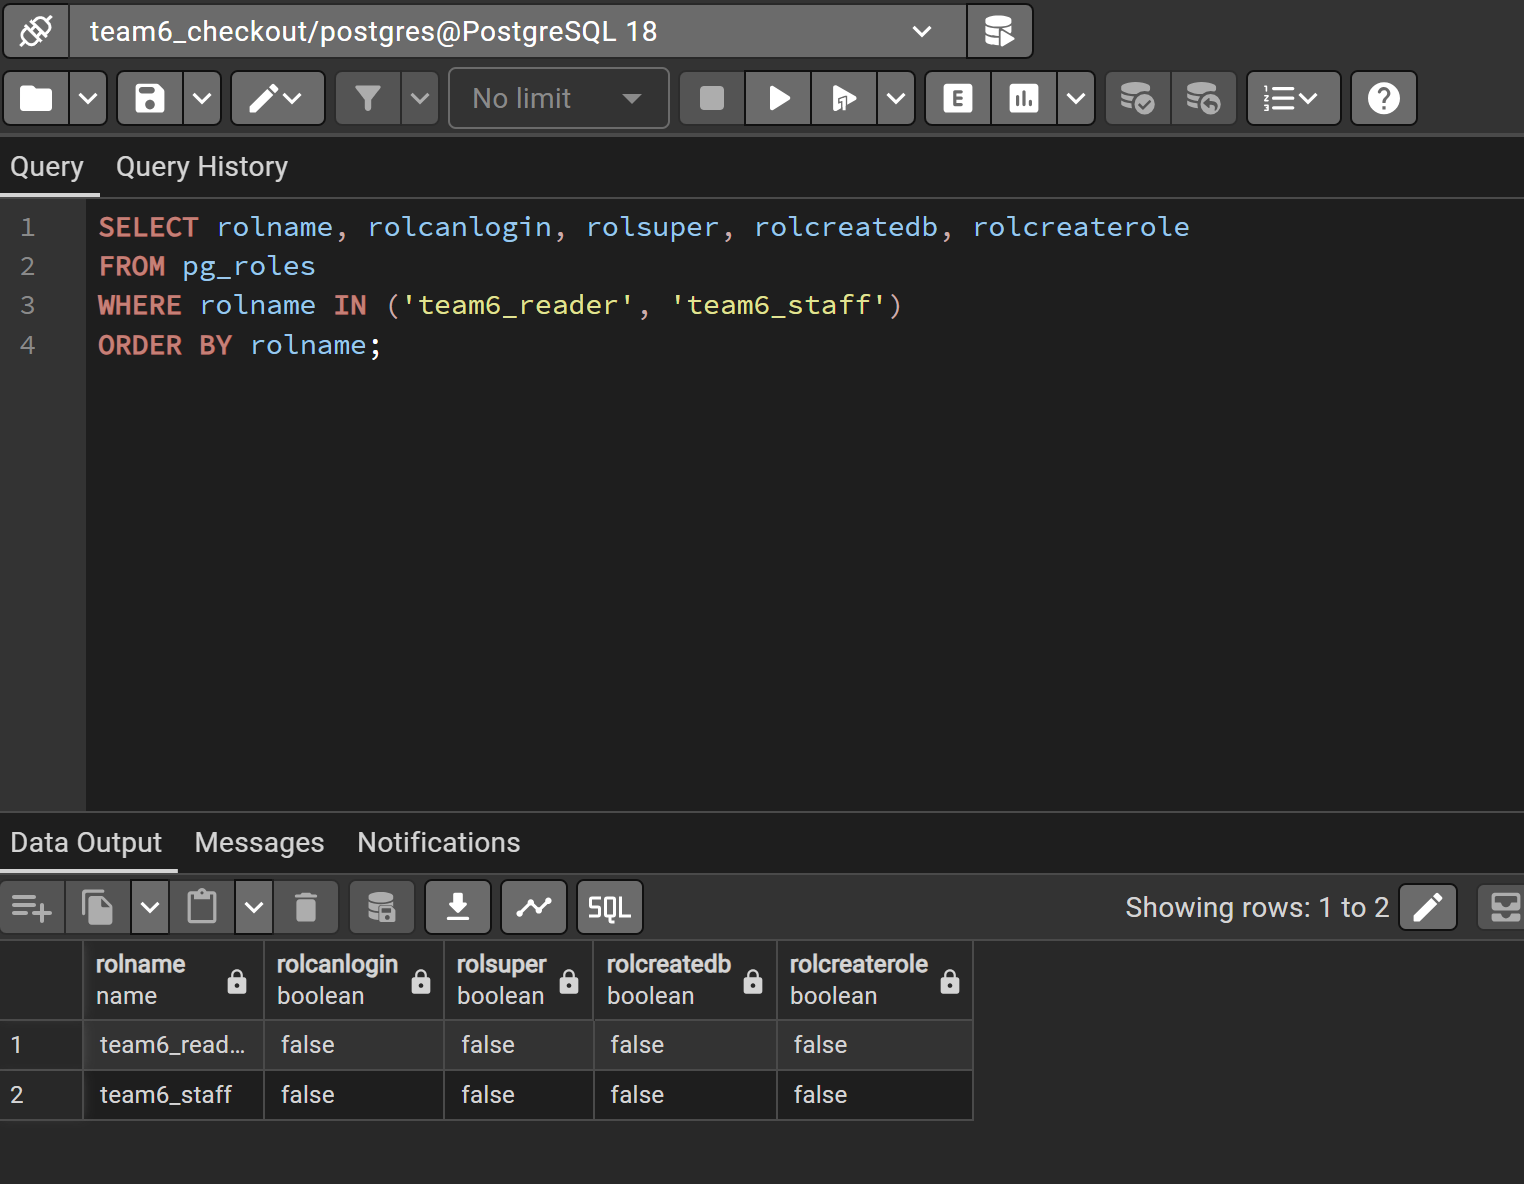 team6_checkout/postgres@PostgreSQL 18
No limit
E
Query Query History
1 SELECT rolname, rolcanlogin, rolsuper, rolcreatedb, rolcreaterole
2 FROM pg_roles
3 WHERE rolname IN ('team6_reader', 'team6_staff')
4 ORDER BY rolname;
Data Output Messages Notifications
SQL Showing rows: 1 to 2
rolname rolcanlogin rolsuper rolcreatedb rolcreaterole
name boolean boolean boolean boolean
1 team6_read... false false false false
2 team6_staff false false false false